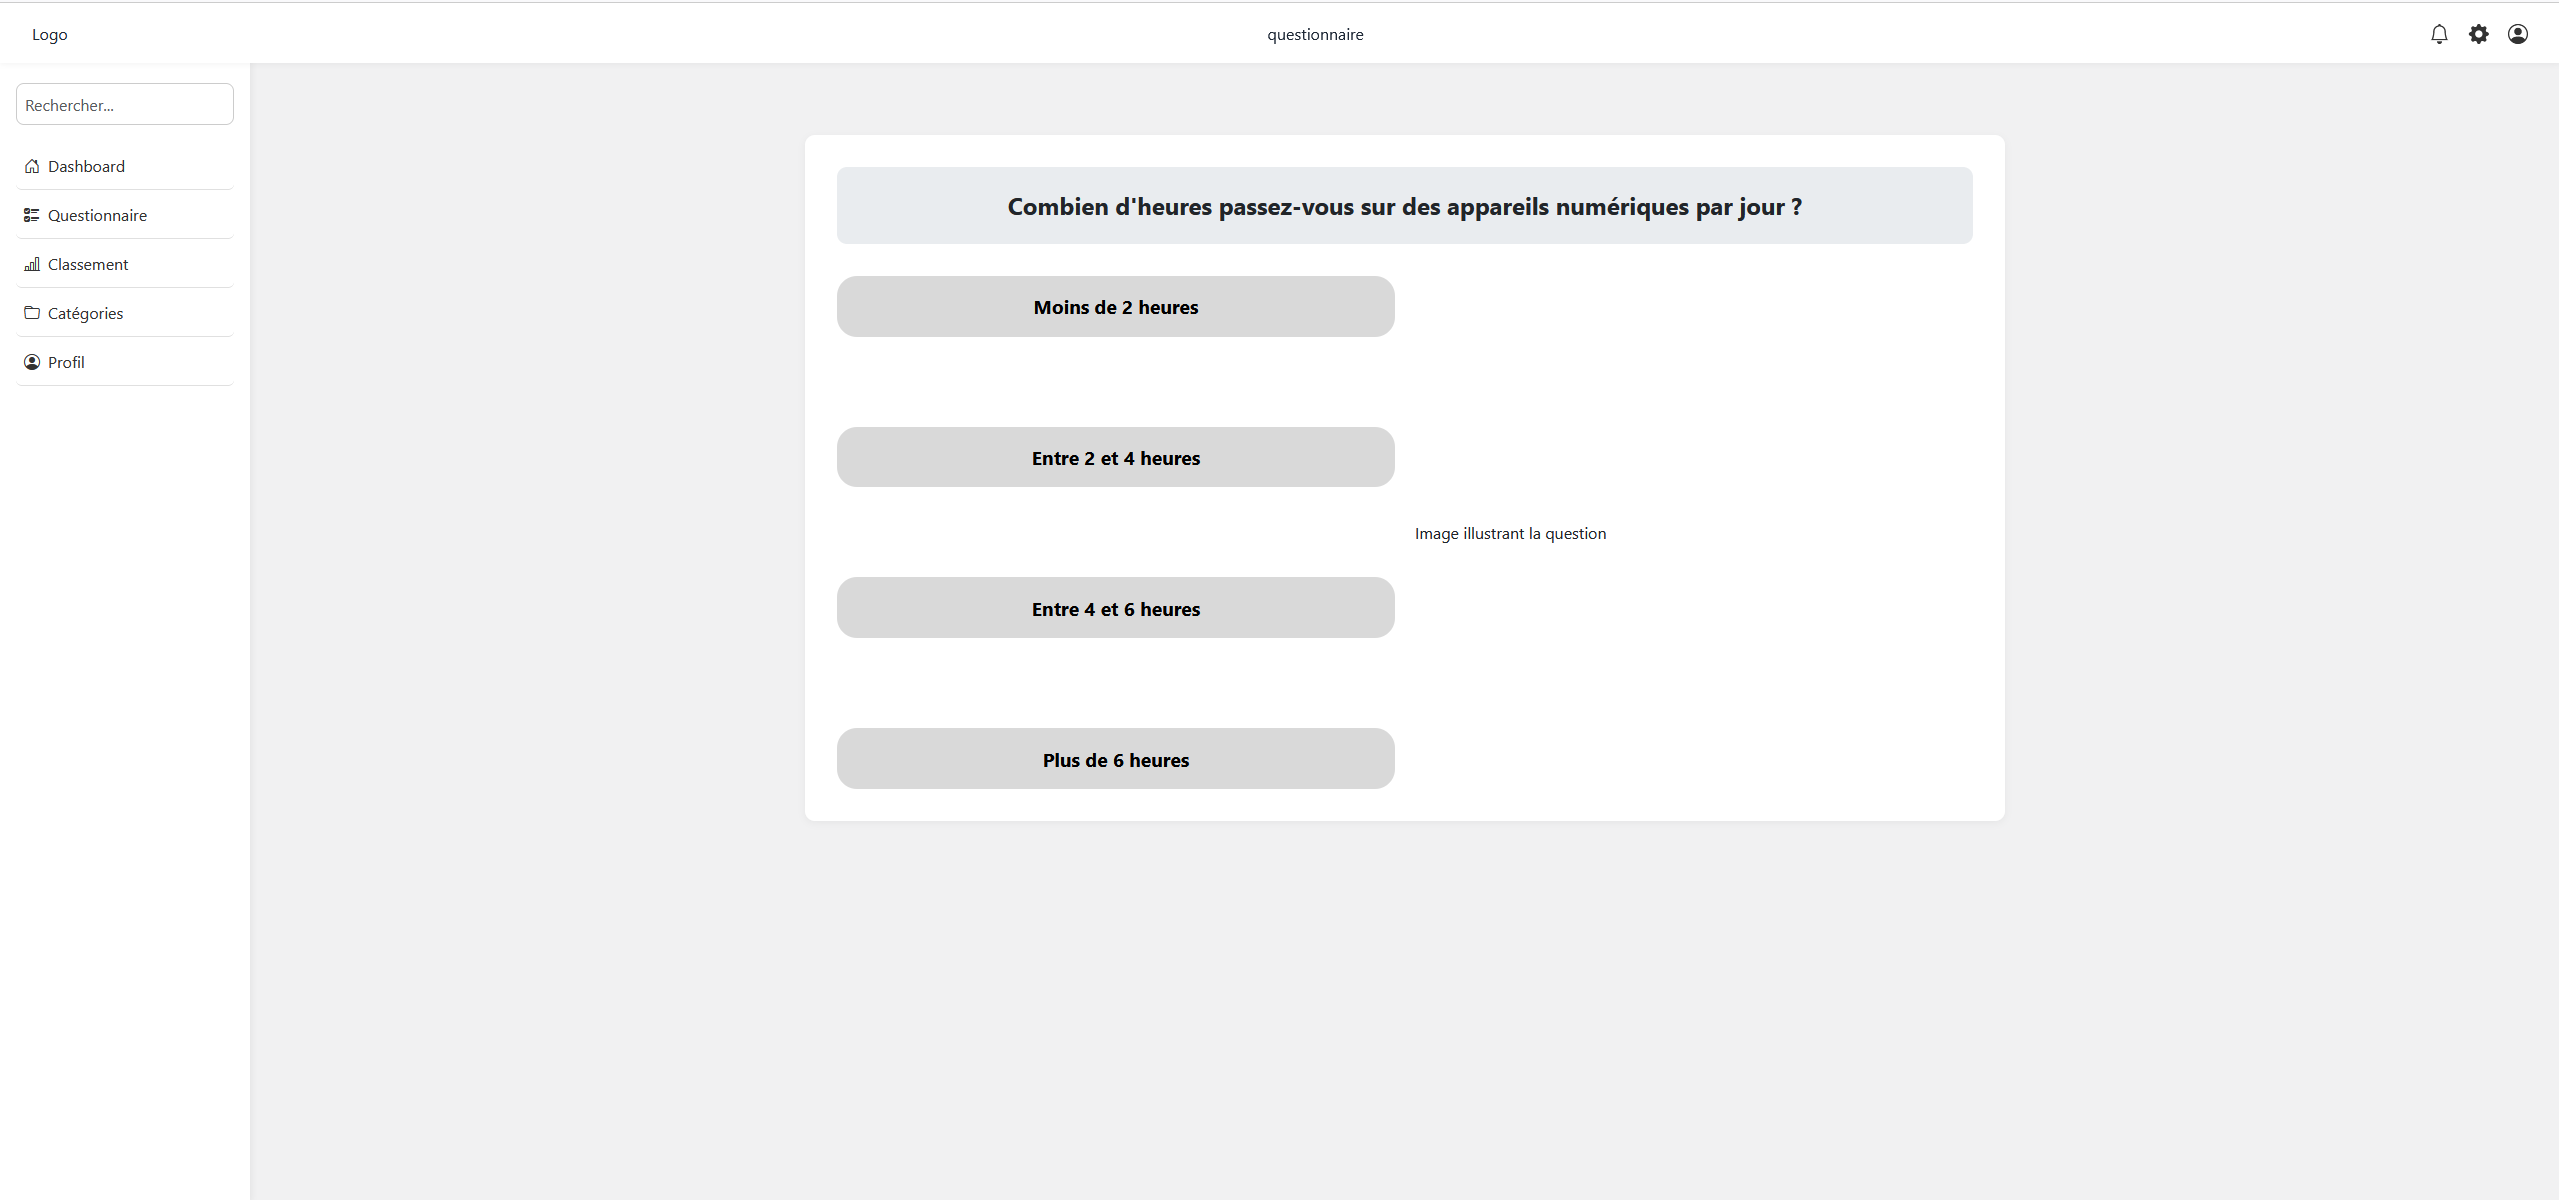 Logo
questionnaire
Rechercher...
Dashboard
Questionnaire
Classement
Catégories
Profil
Combien d'heures passez-vous sur des appareils numériques par jour ?
Moins de 2 heures
Entre 2 et 4 heures
Image illustrant la question
Entre 4 et 6 heures
Plus de 6 heures